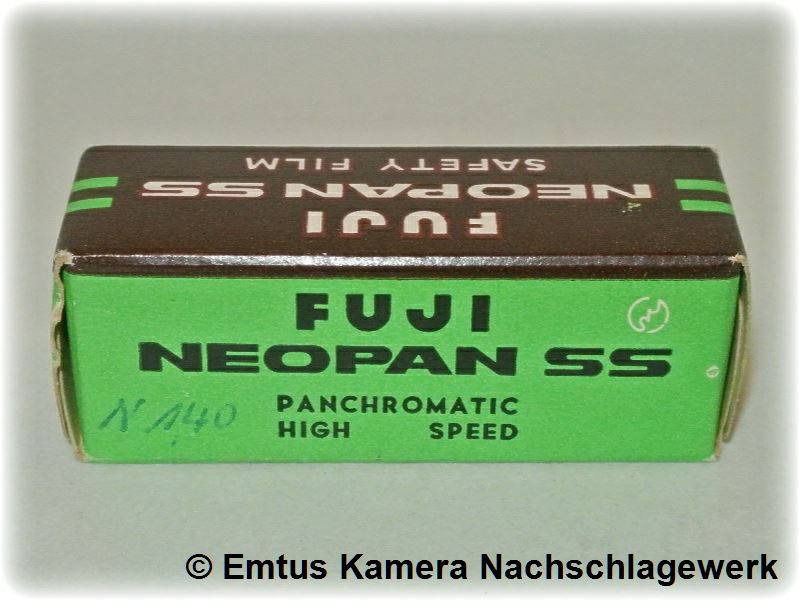 SAFETY FILM
NEOPAN SS
FUJI
FUJI
NEOPAN SS
PANCHROMATIC
HIGH SPEED
N 140
© Emtus Kamera Nachschlagewerk